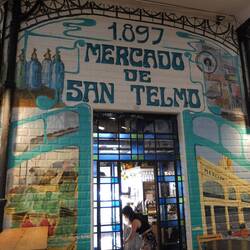 1.897
MERCADO
DE
SAN TELMO